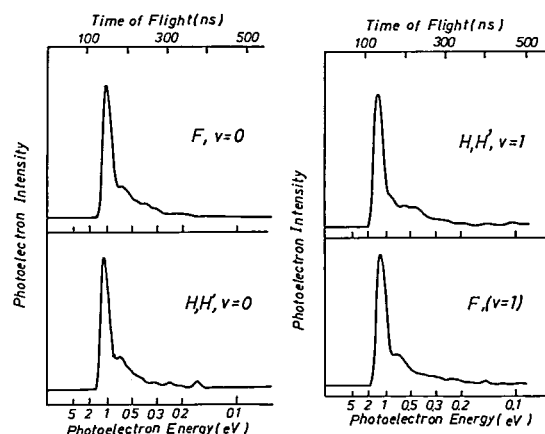 Time of Flight(ns)
100 300 500
F, v=0
H,H', v=0
Photoelectron Intensity
5 2 1 0.5 0.3 0.2 0.1
Photoelectron Energy(eV)
Time of Flight (ns)
100 300 500
H,H', v=1
F,(v=1)
Photoelectron Intensity
5 2 1 0.5 0.3 0.2 0.1
Photoelectron Energy(eV)